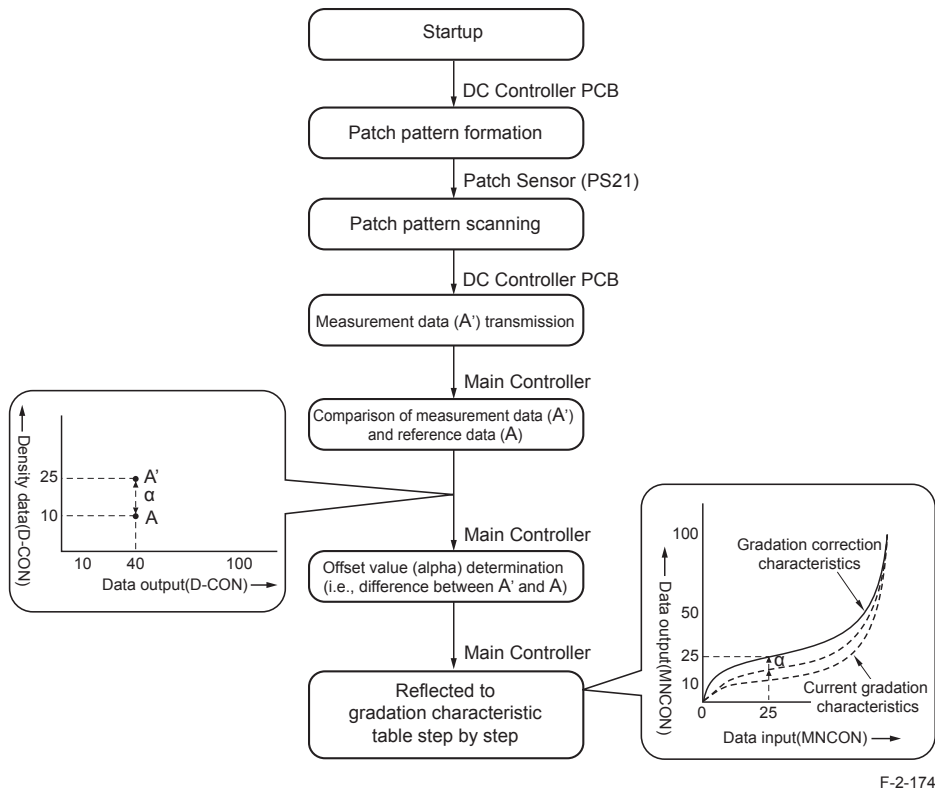 Startup
DC Controller PCB
Patch pattern formation
Patch Sensor (PS21)
Patch pattern scanning
DC Controller PCB
Measurement data (A’) transmission
Main Controller
Comparison of measurement data (A’)
and reference data (A)
Density data(D-CON)
25
10
A’
α
A
10
40
100
Data output(D-CON)
Main Controller
Offset value (alpha) determination
(i.e., difference between A’ and A)
Main Controller
Reflected to
gradation characteristic
table step by step
Data output(MNCON)
100
50
25
10
0
25
Gradation correction
characteristics
α
Current gradation
characteristics
Data input(MNCON)
F-2-174